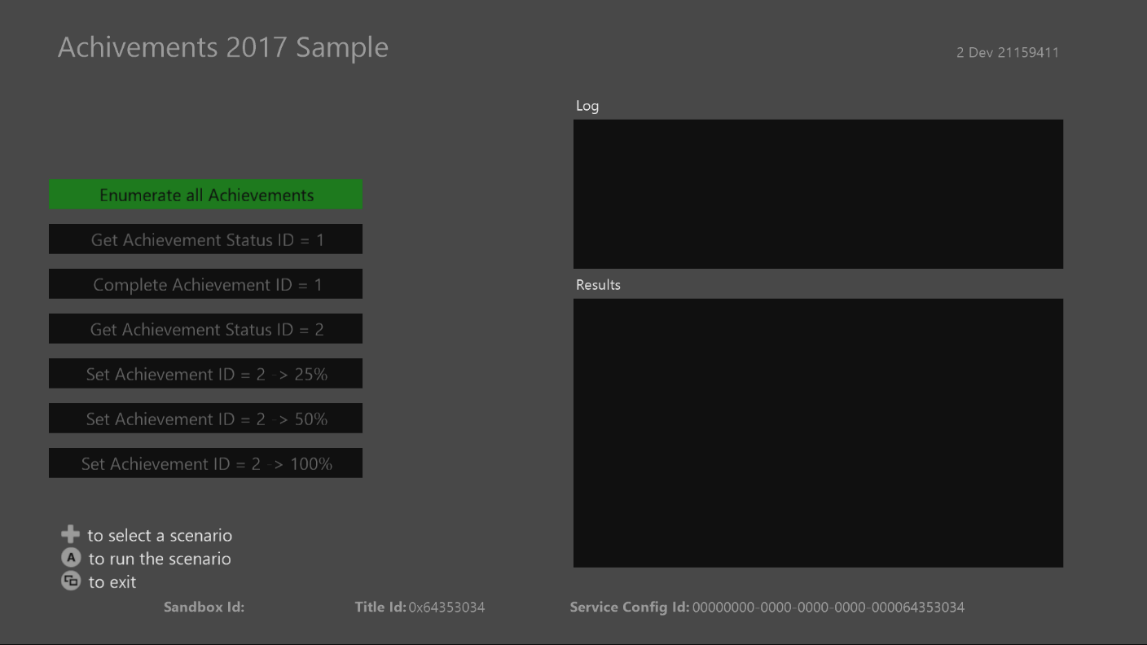 Achivements 2017 Sample
2 Dev 21159411
Log
Enumerate all Achievements
Get Achievement Status ID = 1
Complete Achievement ID = 1
Results
Get Achievement Status ID = 2
Set Achievement ID = 2 -> 25%
Set Achievement ID = 2 -> 50%
Set Achievement ID = 2 -> 100%
to select a scenario
A to run the scenario
to exit
Sandbox Id: Title Id: 0x64353034 Service Config Id: 00000000-0000-0000-0000-000064353034